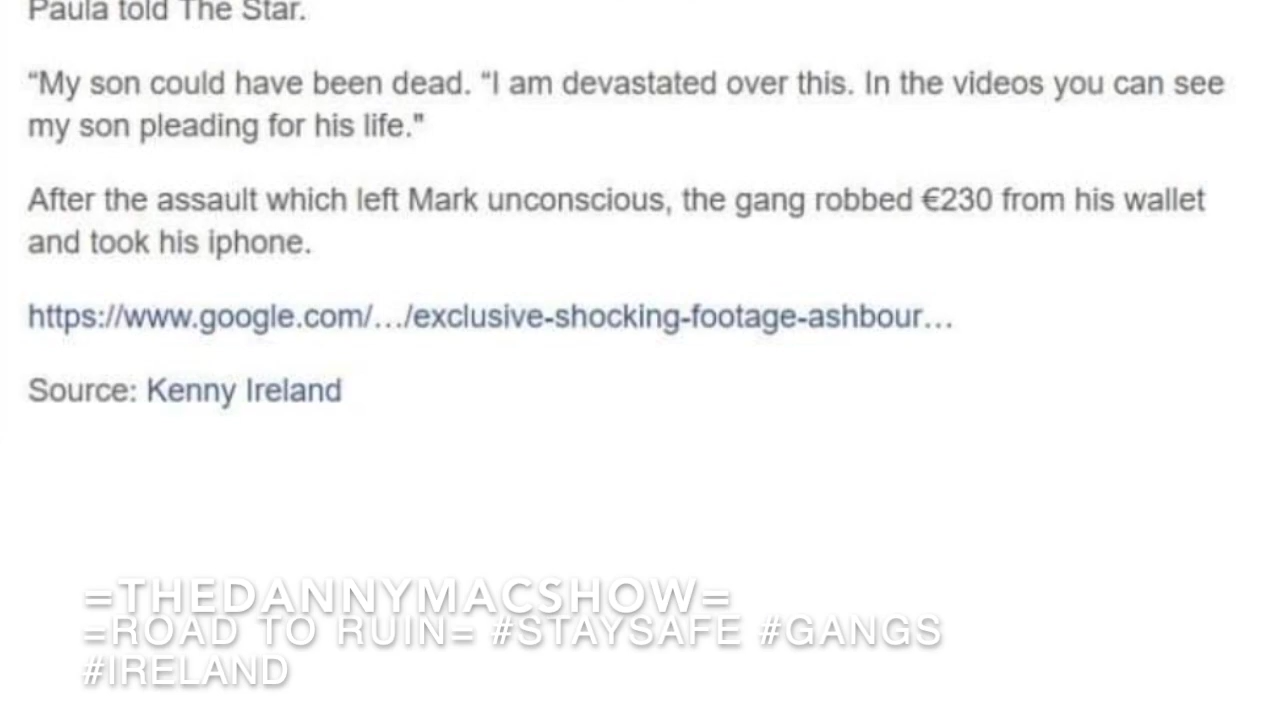 Paula told The Star.
“My son could have been dead. “I am devastated over this. In the videos you can see
my son pleading for his life."
After the assault which left Mark unconscious, the gang robbed €230 from his wallet
and took his iphone.
https://www.google.com/…/exclusive-shocking-footage-ashbour…
Source: Kenny Ireland
=THEDANNYMACSHOW=
=ROAD TO RUIN= #STAYSAFE #GANGS
#IRELAND